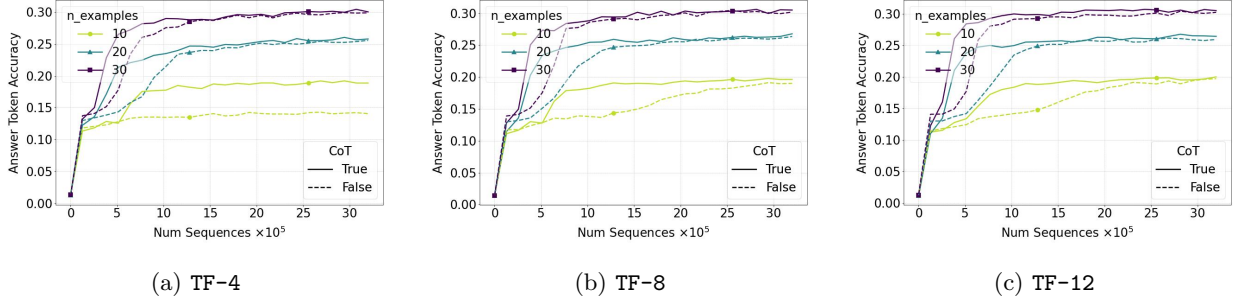 Answer Token Accuracy
0.30
0.25
0.20
0.15
0.10
0.05
0.00
n_examples
10
20
30
CoT
True
False
0 5 10 15 20 25 30
Num Sequences ×10⁵
(a) TF-4
Answer Token Accuracy
0.30
0.25
0.20
0.15
0.10
0.05
0.00
n_examples
10
20
30
CoT
True
False
0 5 10 15 20 25 30
Num Sequences ×10⁵
(b) TF-8
Answer Token Accuracy
0.30
0.25
0.20
0.15
0.10
0.05
0.00
n_examples
10
20
30
CoT
True
False
0 5 10 15 20 25 30
Num Sequences ×10⁵
(c) TF-12